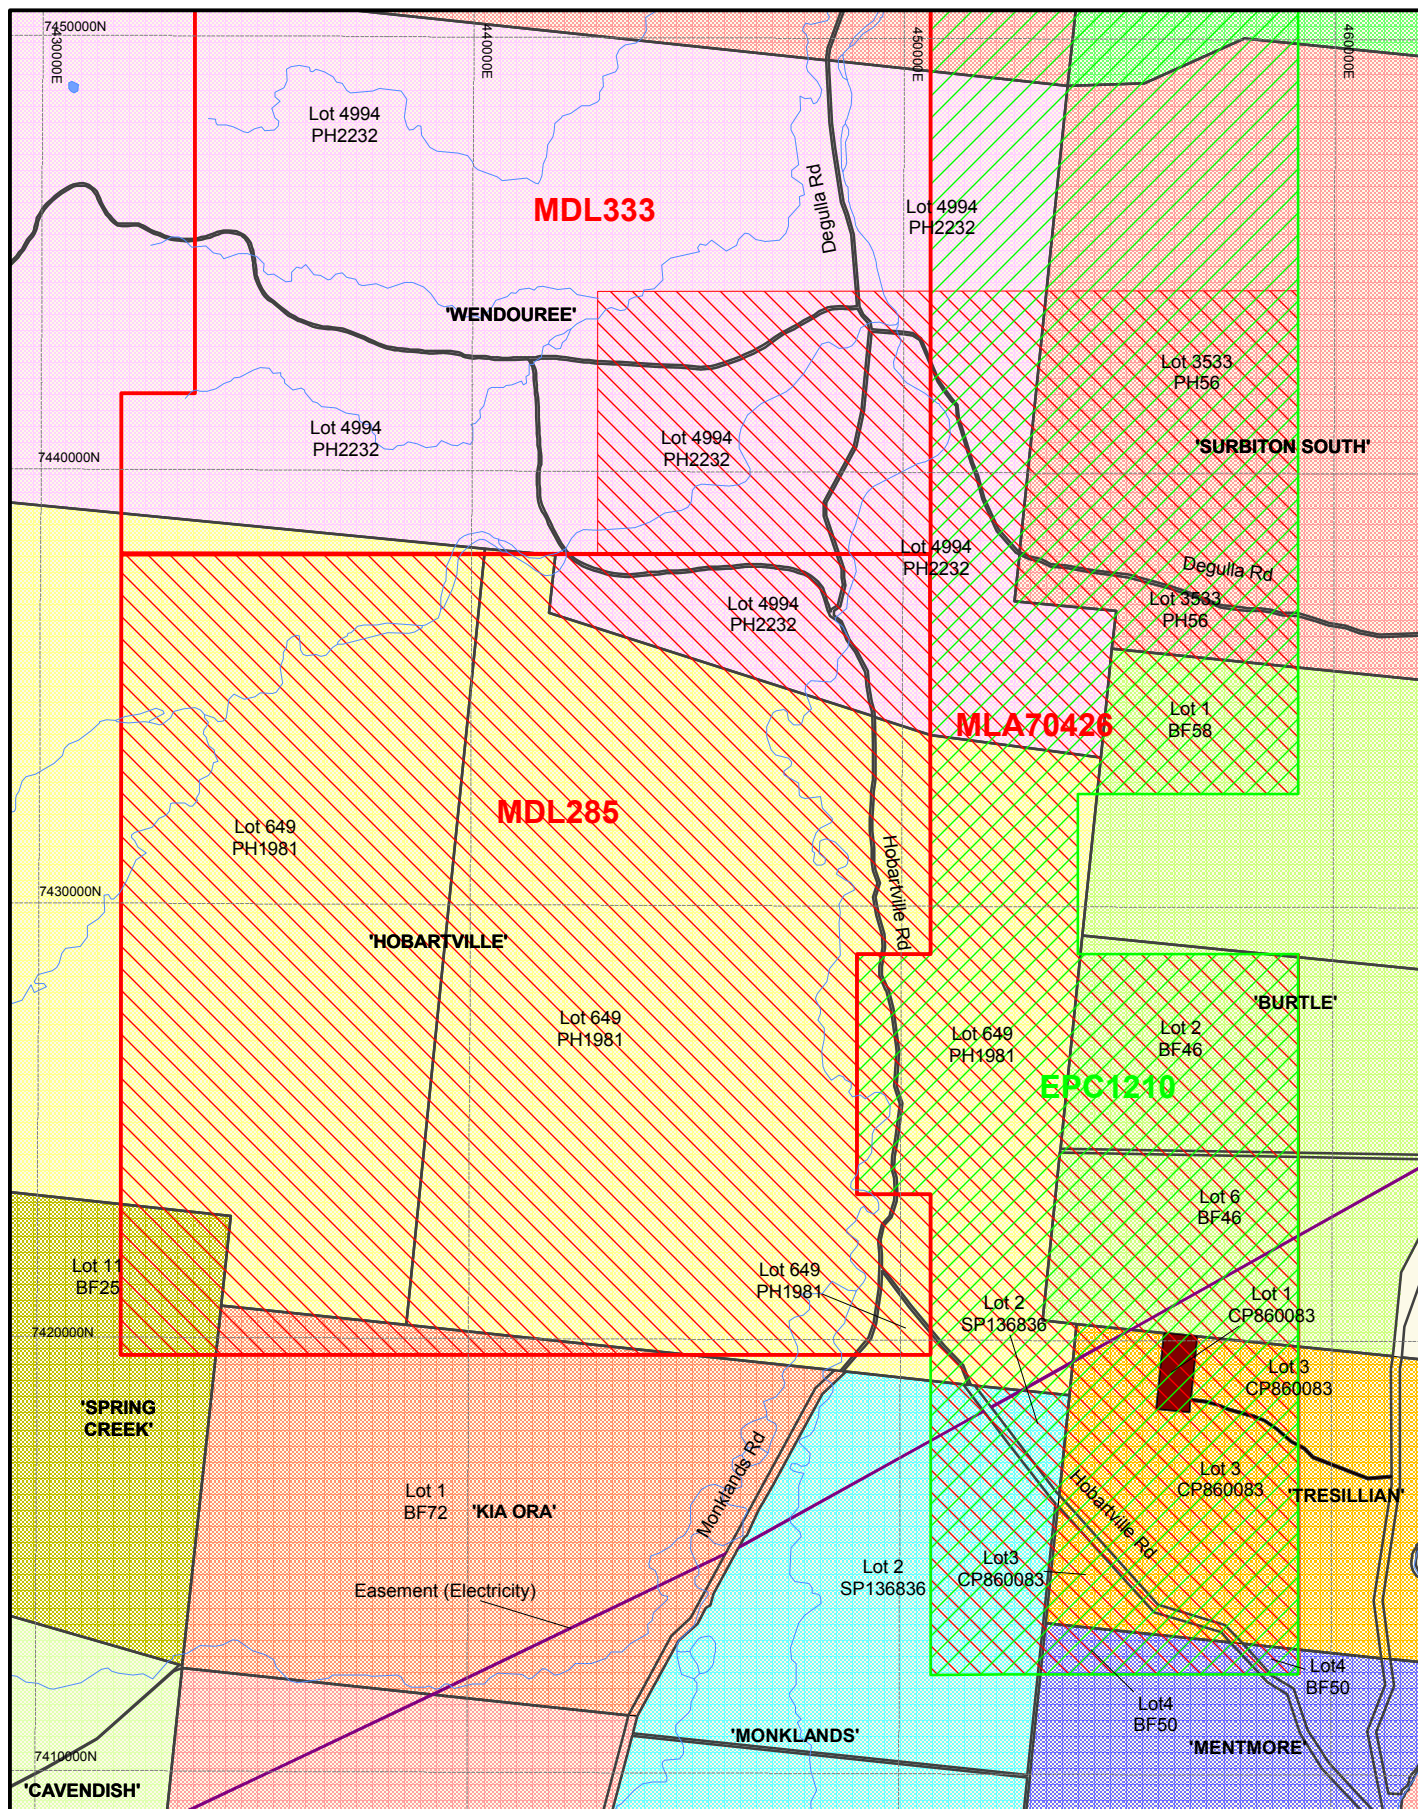 7450000N
430000E
440000E
450000E
460000E
Lot 4994
PH2232
MDL333
Degulla Rd
Lot 4994
PH2232
'WENDOUREE'
Lot 3533
PH56
Lot 4994
PH2232
Lot 4994
PH2232
'SURBITON SOUTH'
7440000N
Lot 4994
PH2232
Degulla Rd
Lot 4994
PH2232
Lot 3533
PH56
MLA70426
Lot 1
BF58
MDL285
Lot 649
PH1981
Hobartville Rd
7430000N
'HOBARTVILLE'
'BURTLE'
Lot 649
PH1981
Lot 649
PH1981
Lot 2
BF46
EPC1210
Lot 6
BF46
Lot 11
BF25
Lot 649
PH1981
Lot 2
SP136836
Lot 1
CP860083
7420000N
Lot 3
CP860083
'SPRING
CREEK'
Monklands Rd
Lot 1
BF72
'KIA ORA'
Lot 3
CP860083
'TRESILLIAN'
Hobartville Rd
Easement (Electricity)
Lot 2
SP136836
Lot3
CP860083
Lot4
BF50
Lot4
BF50
'MONKLANDS'
'MENTMORE'
7410000N
'CAVENDISH'